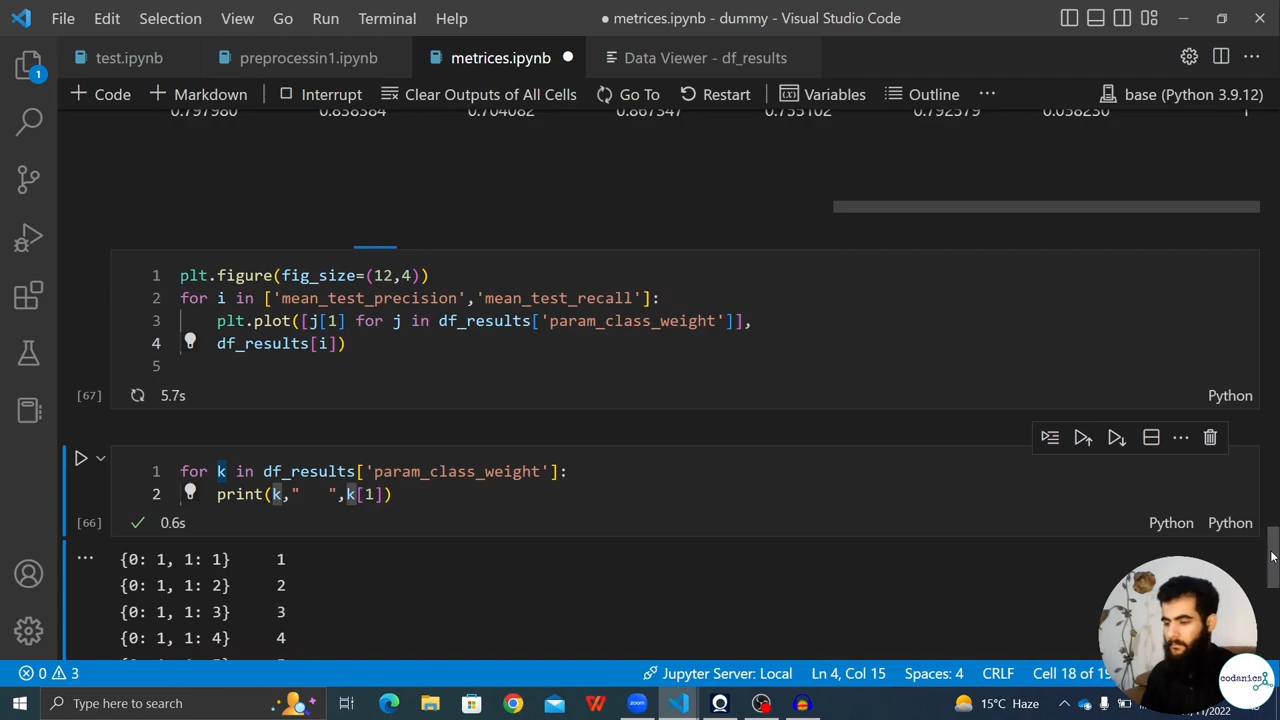 File Edit Selection View Go Run Terminal Help ● metrices.ipynb - dummy - Visual Studio Code
test.ipynb preprocessin1.ipynb metrices.ipynb ● Data Viewer - df_results
1
+ Code + Markdown Interrupt Clear Outputs of All Cells Go To Restart Variables Outline ··· base (Python 3.9.12)
0.797980 0.838384 0.704082 0.867347 0.755102 0.792579 0.038230 1
1 plt.figure(fig_size=(12,4))
2 for i in ['mean_test_precision','mean_test_recall']:
3 plt.plot([j[1] for j in df_results['param_class_weight']],
4 df_results[i])
5
[67] 5.7s Python
1 for k in df_results['param_class_weight']:
2 print(k,"   ",k[1])
[66] 0.6s Python Python
··· {0: 1, 1: 1} 1
{0: 1, 1: 2} 2
{0: 1, 1: 3} 3
{0: 1, 1: 4} 4
0 3 Jupyter Server: Local Ln 4, Col 15 Spaces: 4 CRLF Cell 18 of 19
codanics
Type here to search zoom 15°C Haze